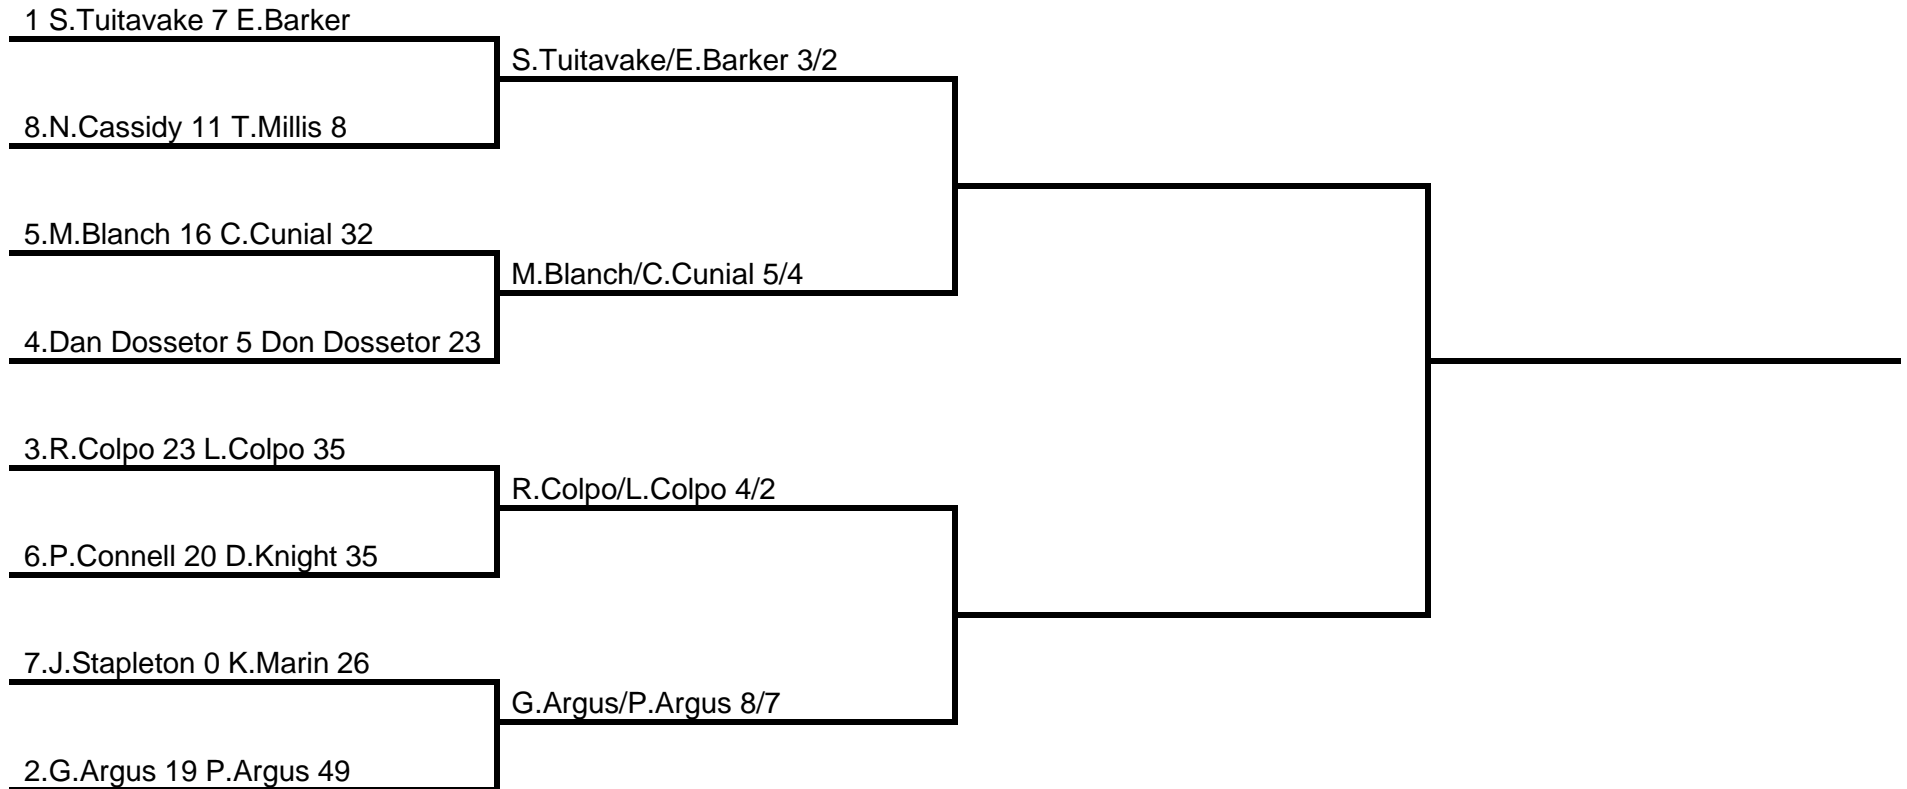 1 S.Tuitavake 7 E.Barker
S.Tuitavake/E.Barker 3/2
8.N.Cassidy 11 T.Millis 8
5.M.Blanch 16 C.Cunial 32
M.Blanch/C.Cunial 5/4
4.Dan Dossetor 5 Don Dossetor 23
3.R.Colpo 23 L.Colpo 35
R.Colpo/L.Colpo 4/2
6.P.Connell 20 D.Knight 35
7.J.Stapleton 0 K.Marin 26
G.Argus/P.Argus 8/7
2.G.Argus 19 P.Argus 49